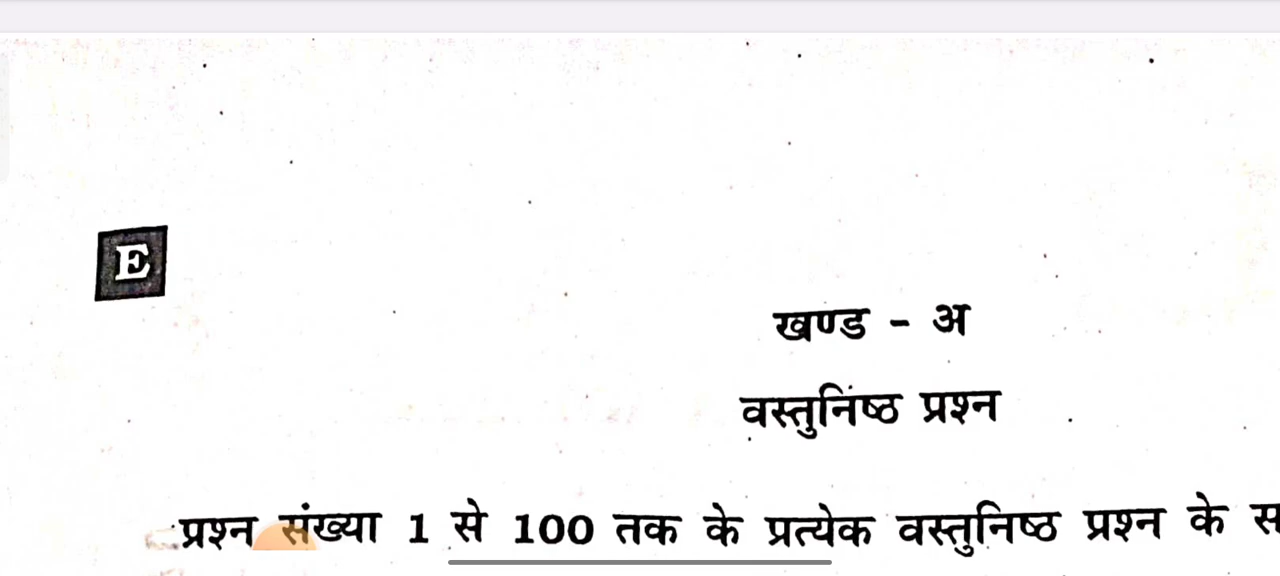 E
खण्ड - अ
वस्तुनिष्ठ प्रश्न
प्रश्न संख्या 1 से 100 तक के प्रत्येक वस्तुनिष्ठ प्रश्न के